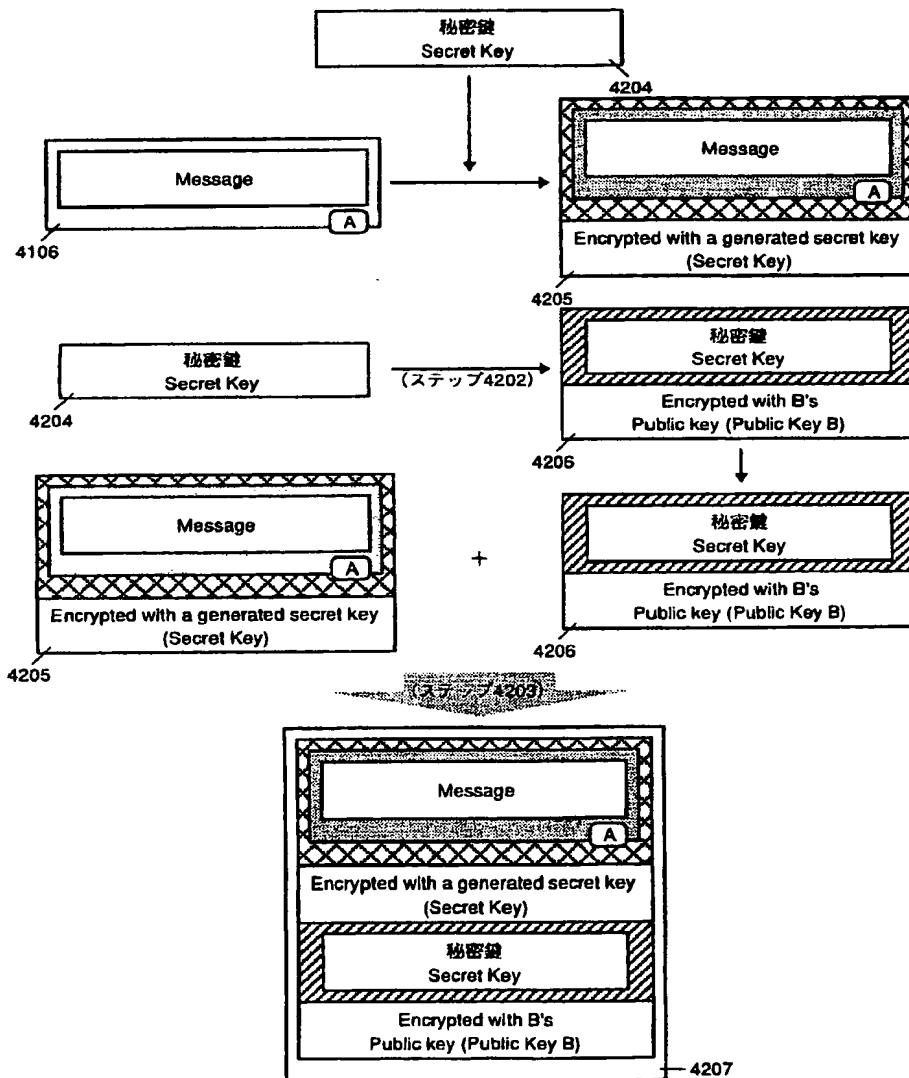 秘密鍵
Secret Key
4204
Message
A
4106
Message
A
Encrypted with a generated secret key
(Secret Key)
4205
秘密鍵
Secret Key
4204
(ステップ4202)
秘密鍵
Secret Key
Encrypted with B's
Public key (Public Key B)
4206
Message
A
Encrypted with a generated secret key
(Secret Key)
4205
+
秘密鍵
Secret Key
Encrypted with B's
Public key (Public Key B)
4206
(ステップ4203)
Message
A
Encrypted with a generated secret key
(Secret Key)
秘密鍵
Secret Key
Encrypted with B's
Public key (Public Key B)
4207